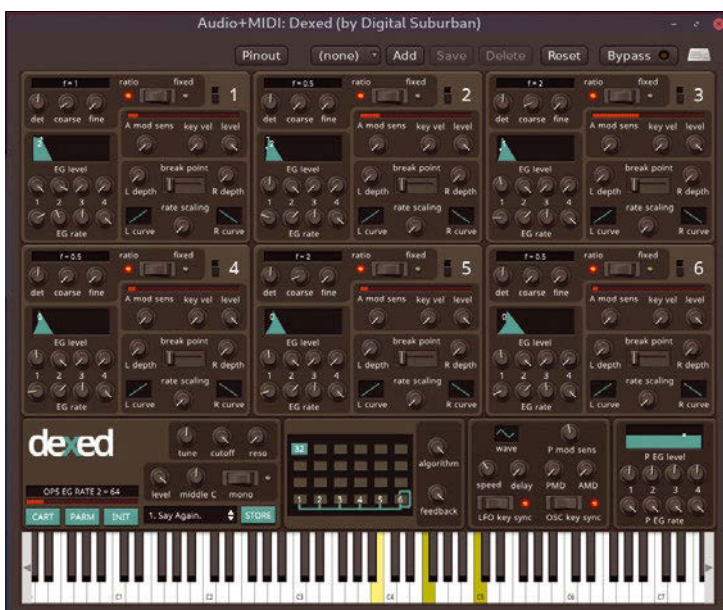 Audio+MIDI: Dexed (by Digital Suburban)
Pinout (none) Add Save Delete Reset Bypass
f = 1 ratio fixed 1
det coarse fine
A mod sens key vel level
2
EG level
break point
L depth R depth
1 2 3 4
rate scaling
EG rate
L curve R curve
f = 0.5 ratio fixed 2
det coarse fine
A mod sens key vel level
2
EG level
break point
L depth R depth
1 2 3 4
rate scaling
EG rate
L curve R curve
f = 2 ratio fixed 3
det coarse fine
A mod sens key vel level
EG level
break point
L depth R depth
1 2 3 4
rate scaling
EG rate
L curve R curve
f = 0.5 ratio fixed 4
det coarse fine
A mod sens key vel level
EG level
break point
L depth R depth
1 2 3 4
rate scaling
EG rate
L curve R curve
f = 2 ratio fixed 5
det coarse fine
A mod sens key vel level
EG level
break point
L depth R depth
1 2 3 4
rate scaling
EG rate
L curve R curve
f = 0.5 ratio fixed 6
det coarse fine
A mod sens key vel level
EG level
break point
L depth R depth
1 2 3 4
rate scaling
EG rate
L curve R curve
dexed
tune cutoff reso
level middle C mono
OPS EG RATE 2 = 64
CART PARM INIT 1. Say Again. STORE
32
1 2 3 4 5 6
algorithm
feedback
wave P mod sens
speed delay PMD AMD
LFO key sync OSC key sync
P EG level
1 2 3 4
P EG rate
C1 C2 C3 C4 C5 C6 C7